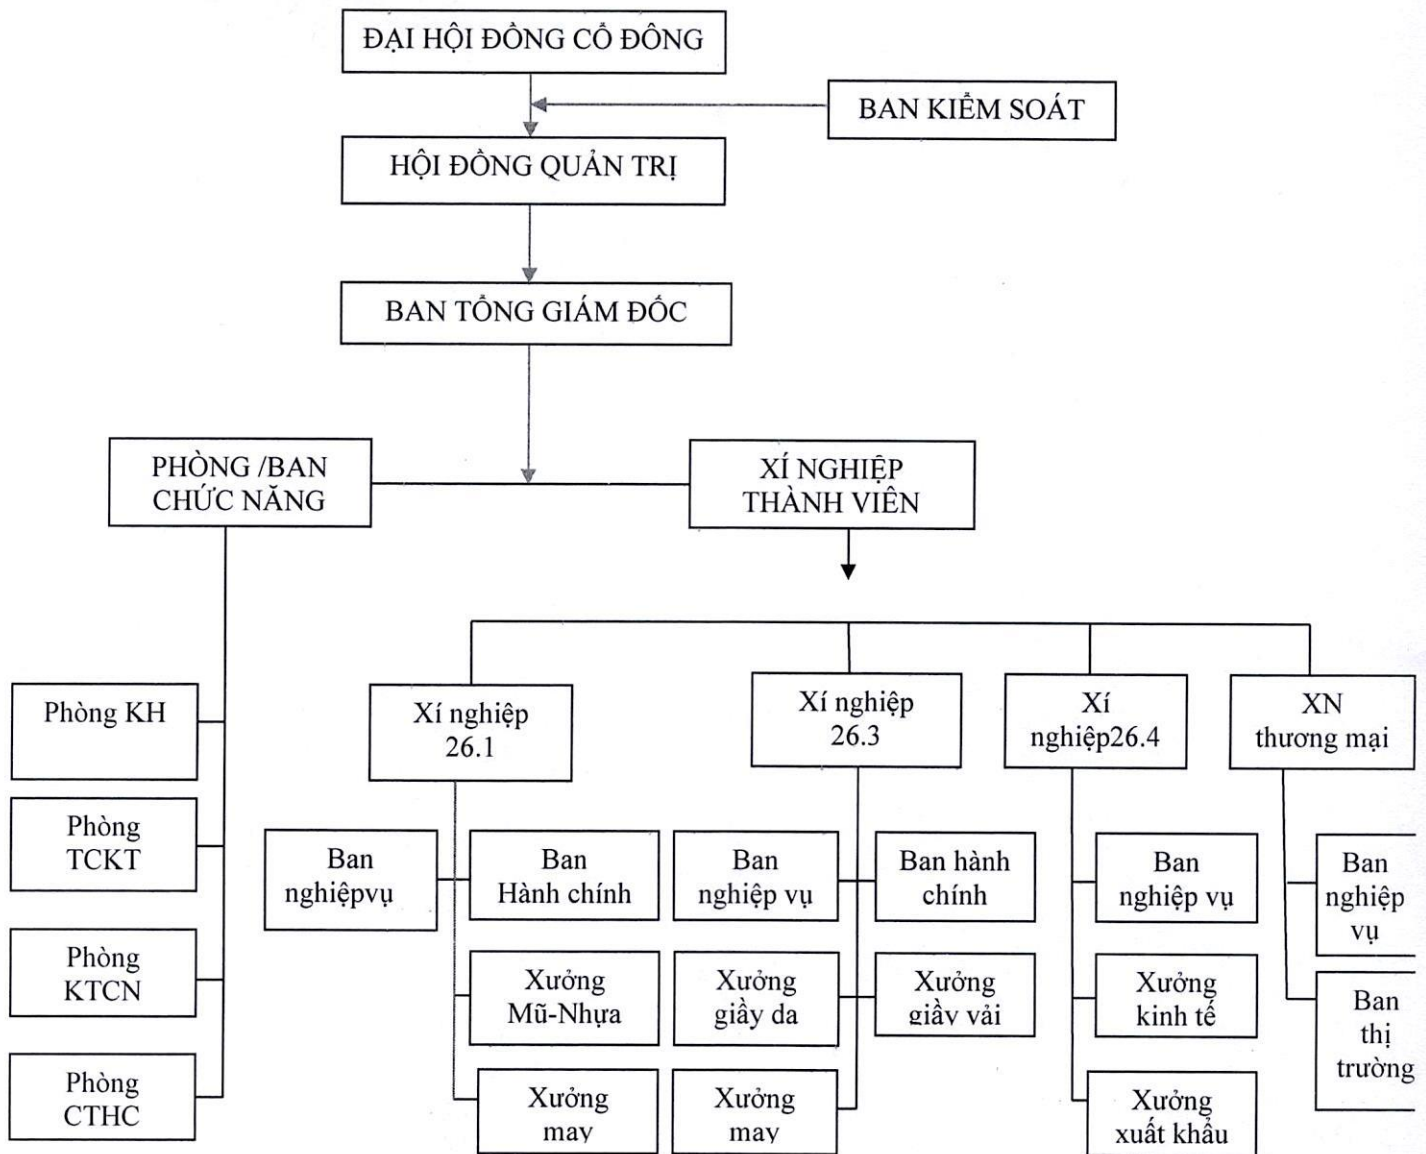 ĐẠI HỘI ĐỒNG CỔ ĐÔNG
BAN KIỂM SOÁT
HỘI ĐỒNG QUẢN TRỊ
BAN TỔNG GIÁM ĐỐC
PHÒNG /BAN
CHỨC NĂNG
XÍ NGHIỆP
THÀNH VIÊN
Phòng KH
Phòng
TCKT
Phòng
KTCN
Phòng
CTHC
Xí nghiệp
26.1
Xí nghiệp
26.3
Xí
nghiệp26.4
XN
thương mại
Ban
nghiệpvụ
Ban
Hành chính
Ban
nghiệp vụ
Ban hành
chính
Ban
nghiệp vụ
Ban
nghiệp
vụ
Xưởng
Mũ-Nhựa
Xưởng
giầy da
Xưởng
giầy vải
Xưởng
kinh tế
Ban
thị
trường
Xưởng
may
Xưởng
may
Xưởng
xuất khẩu